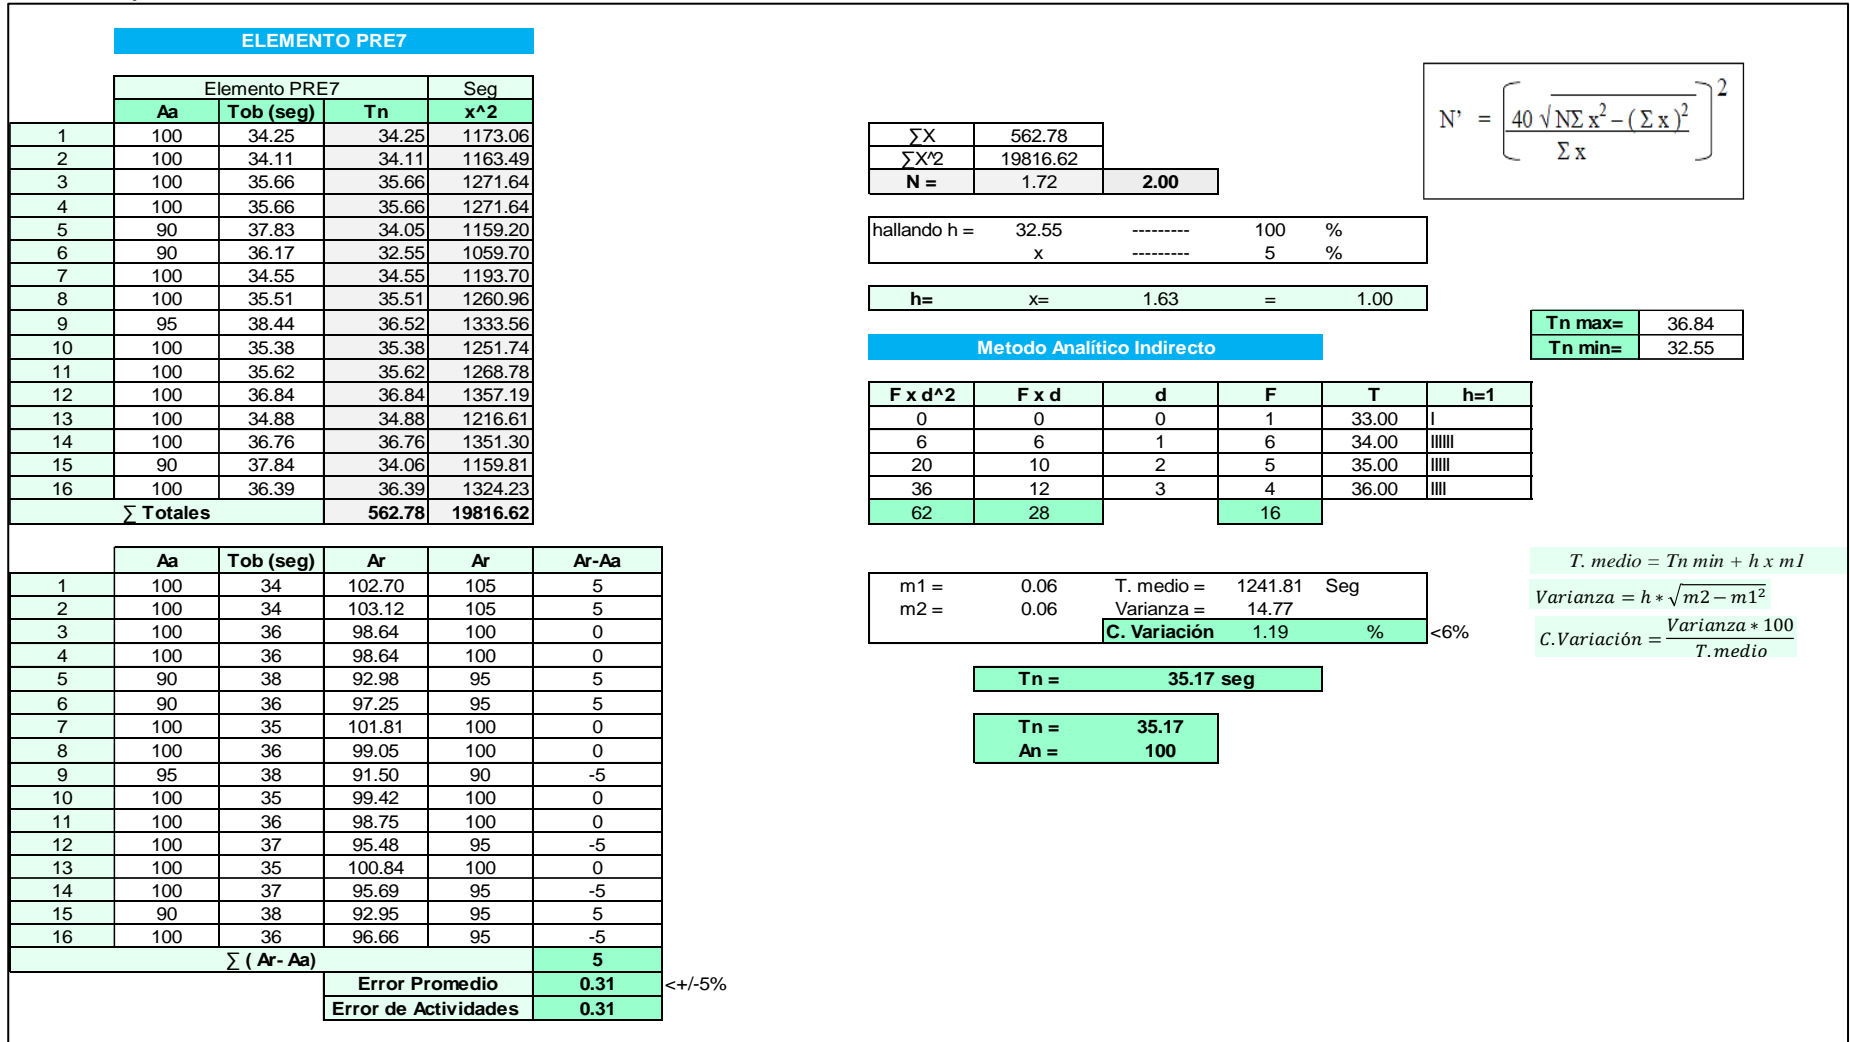 ELEMENTO PRE7
Elemento PRE7 Seg
Aa Tob (seg) Tn x^2
1 100 34.25 34.25 1173.06
2 100 34.11 34.11 1163.49
3 100 35.66 35.66 1271.64
4 100 35.66 35.66 1271.64
5 90 37.83 34.05 1159.20
6 90 36.17 32.55 1059.70
7 100 34.55 34.55 1193.70
8 100 35.51 35.51 1260.96
9 95 38.44 36.52 1333.56
10 100 35.38 35.38 1251.74
11 100 35.62 35.62 1268.78
12 100 36.84 36.84 1357.19
13 100 34.88 34.88 1216.61
14 100 36.76 36.76 1351.30
15 90 37.84 34.06 1159.81
16 100 36.39 36.39 1324.23
∑ Totales 562.78 19816.62
∑X 562.78
∑X^2 19816.62
N = 1.72 2.00
N' = [40 √NΣ x² – ( Σ x )² / Σ x]²
hallando h = 32.55 --------- 100 %
x --------- 5 %
h= x= 1.63 = 1.00
Tn max= 36.84
Tn min= 32.55
Metodo Analítico Indirecto
F x d^2 F x d d F T h=1
0 0 0 1 33.00 I
6 6 1 6 34.00 IIIIII
20 10 2 5 35.00 IIIII
36 12 3 4 36.00 IIII
62 28 16
Aa Tob (seg) Ar Ar Ar-Aa
1 100 34 102.70 105 5
2 100 34 103.12 105 5
3 100 36 98.64 100 0
4 100 36 98.64 100 0
5 90 38 92.98 95 5
6 90 36 97.25 95 5
7 100 35 101.81 100 0
8 100 36 99.05 100 0
9 95 38 91.50 90 -5
10 100 35 99.42 100 0
11 100 36 98.75 100 0
12 100 37 95.48 95 -5
13 100 35 100.84 100 0
14 100 37 95.69 95 -5
15 90 38 92.95 95 5
16 100 36 96.66 95 -5
∑ ( Ar- Aa) 5
Error Promedio 0.31 <+/-5%
Error de Actividades 0.31
m1 = 0.06 T. medio = 1241.81 Seg
m2 = 0.06 Varianza = 14.77
C. Variación 1.19 % <6%
T. medio = Tn min + h x m1
Varianza = h * √m2 − m1²
C.Variación = Varianza * 100 / T.medio
Tn = 35.17 seg
Tn = 35.17
An = 100